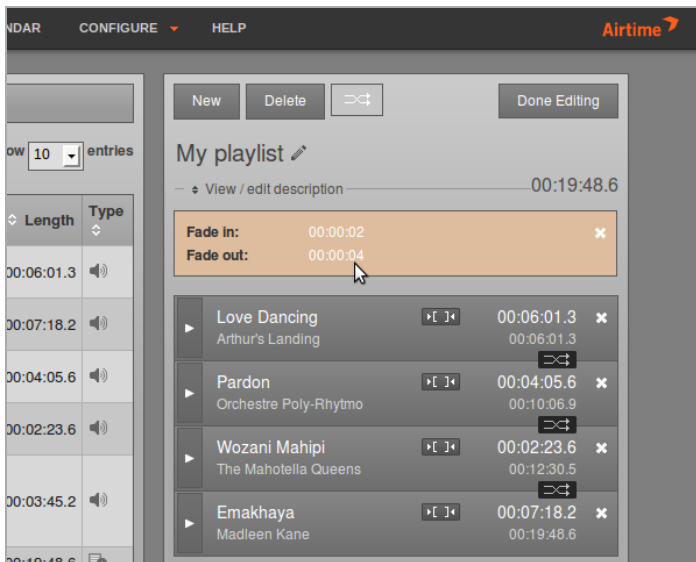 NDAR CONFIGURE HELP Airtime
New Delete Done Editing
ow 10 entries
My playlist
View / edit description 00:19:48.6
Length Type
Fade in: 00:00:02
Fade out: 00:00:04
00:06:01.3
00:07:18.2
00:04:05.6
00:02:23.6
00:03:45.2
00:19:48.6
Love Dancing 00:06:01.3
Arthur's Landing 00:06:01.3
Pardon 00:04:05.6
Orchestre Poly-Rhytmo 00:10:06.9
Wozani Mahipi 00:02:23.6
The Mahotella Queens 00:12:30.5
Emakhaya 00:07:18.2
Madleen Kane 00:19:48.6